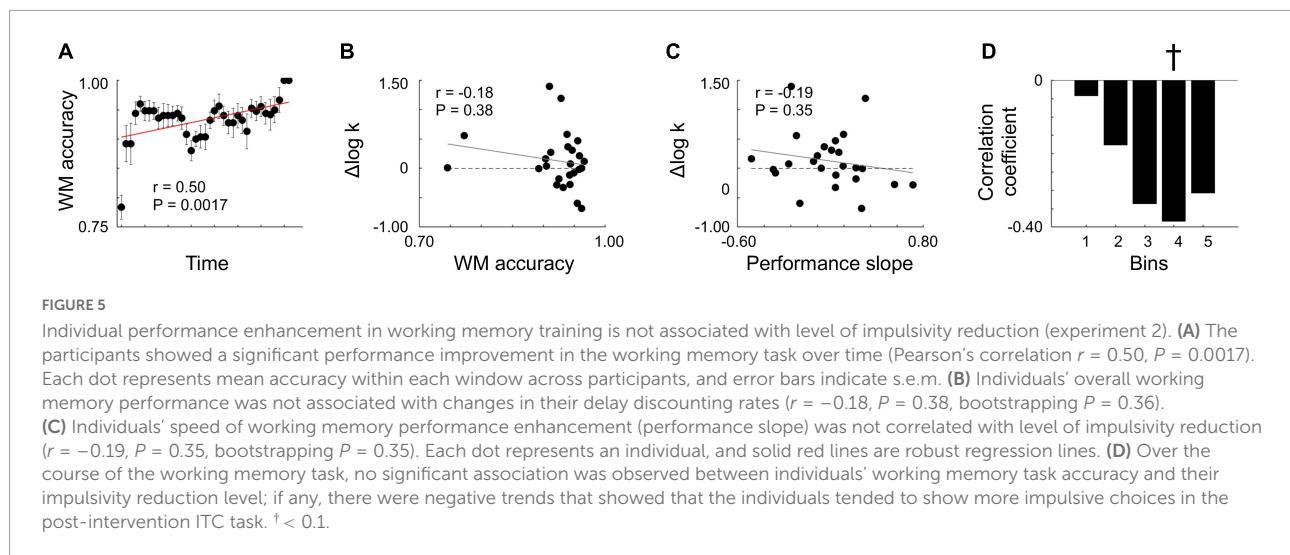 A
B
C
D
†
1.00
0.75
WM accuracy
Time
r = 0.50
P = 0.0017
1.50
0
-1.00
Δlog k
r = -0.18
P = 0.38
0.70
1.00
WM accuracy
1.50
0
-1.00
Δlog k
r = -0.19
P = 0.35
-0.60
0.80
Performance slope
0
-0.40
Correlation
coefficient
1 2 3 4 5
Bins
FIGURE 5
Individual performance enhancement in working memory training is not associated with level of impulsivity reduction (experiment 2). (A) The
participants showed a significant performance improvement in the working memory task over time (Pearson's correlation r = 0.50, P = 0.0017).
Each dot represents mean accuracy within each window across participants, and error bars indicate s.e.m. (B) Individuals' overall working
memory performance was not associated with changes in their delay discounting rates (r = −0.18, P = 0.38, bootstrapping P = 0.36).
(C) Individuals' speed of working memory performance enhancement (performance slope) was not correlated with level of impulsivity reduction
(r = −0.19, P = 0.35, bootstrapping P = 0.35). Each dot represents an individual, and solid red lines are robust regression lines. (D) Over the
course of the working memory task, no significant association was observed between individuals' working memory task accuracy and their
impulsivity reduction level; if any, there were negative trends that showed that the individuals tended to show more impulsive choices in the
post-intervention ITC task. †< 0.1.